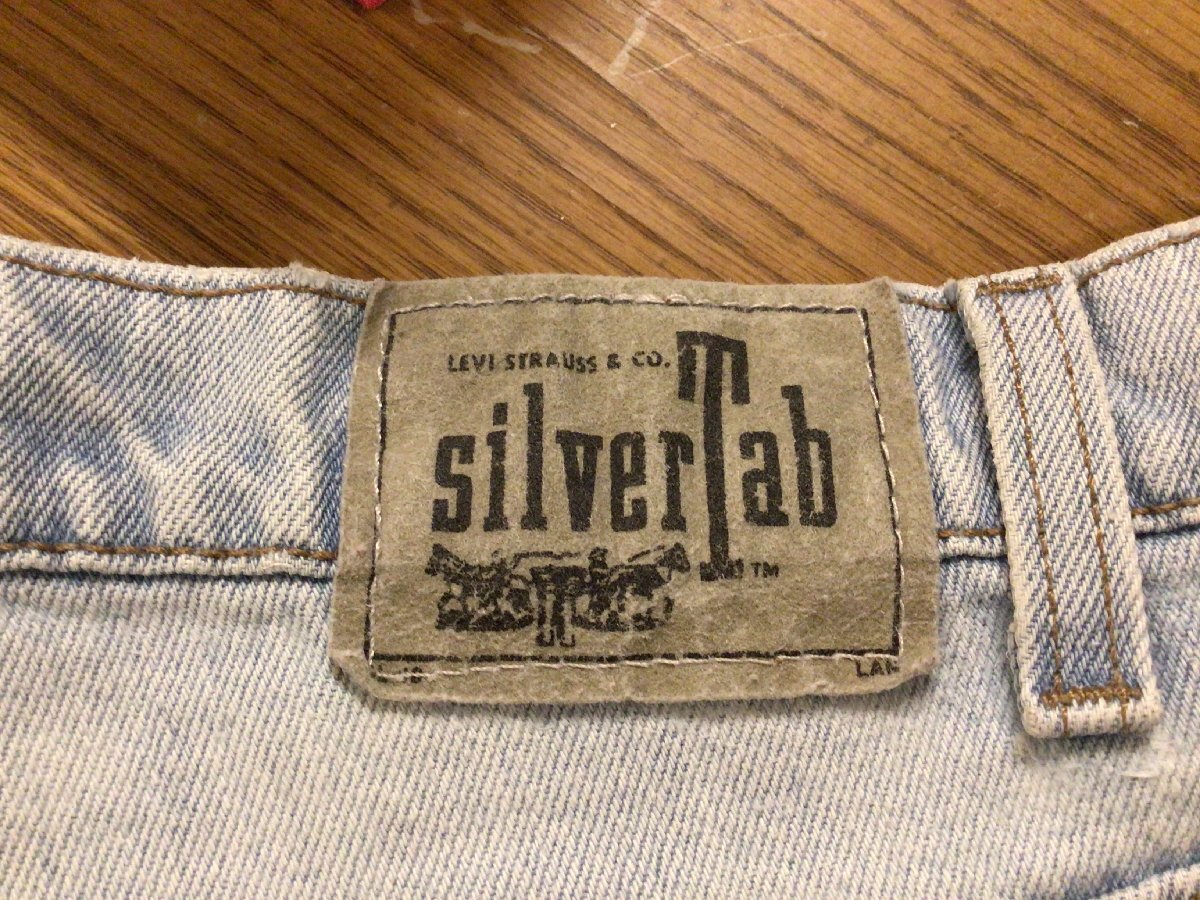 LEVI STRAUSS & CO.
silverTab
™